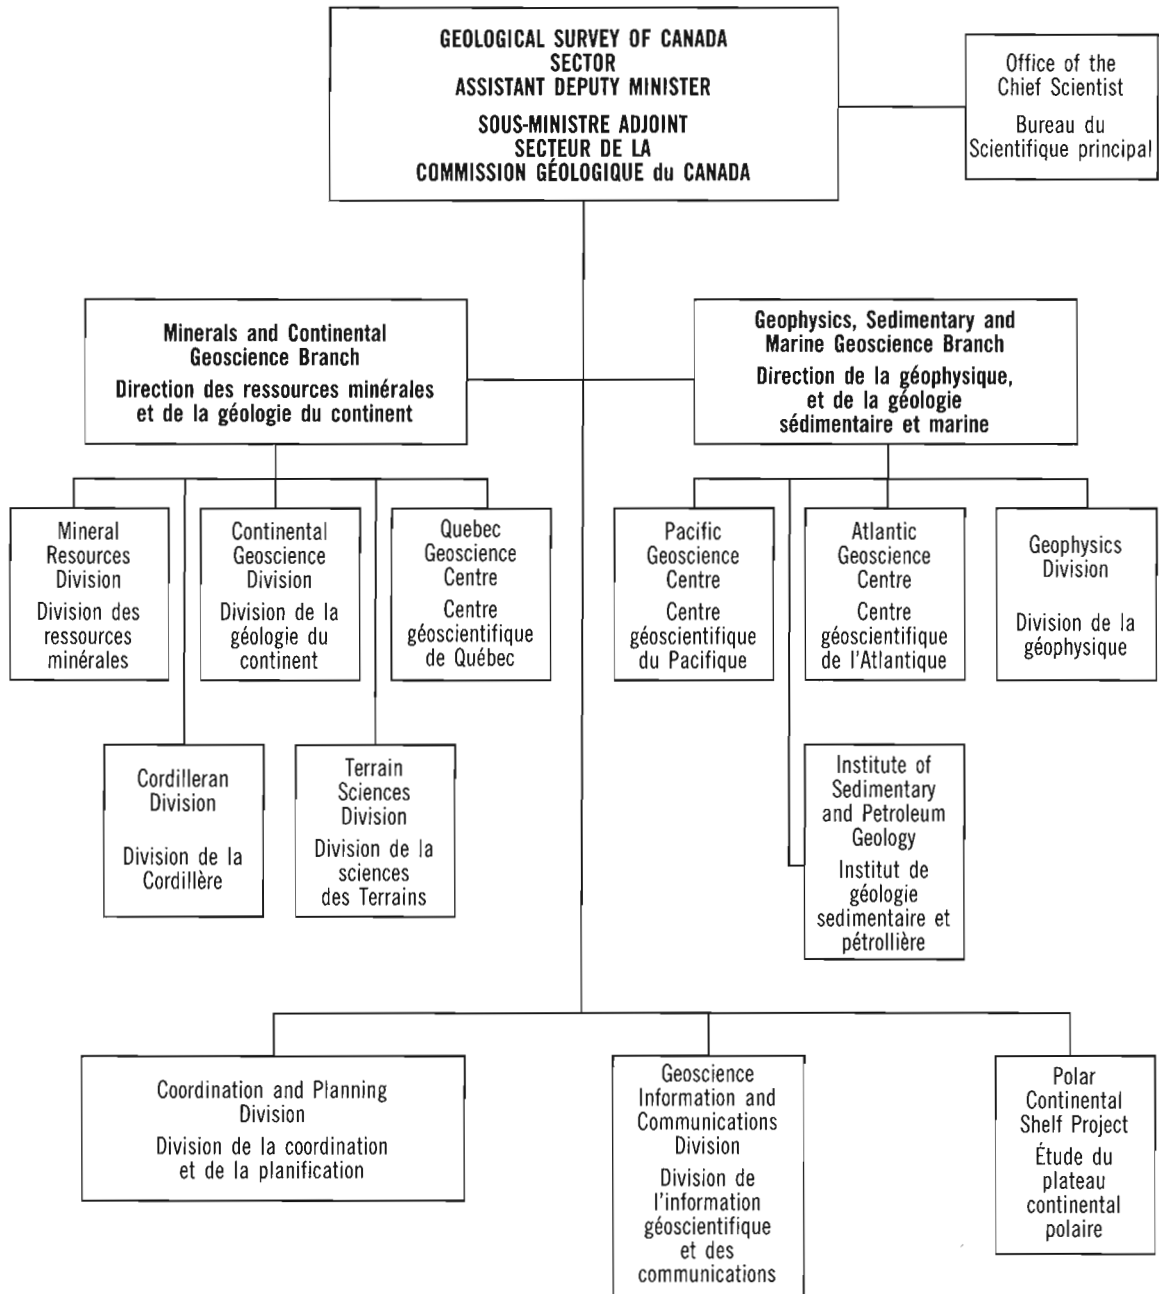 GEOLOGICAL SURVEY OF CANADA
SECTOR
ASSISTANT DEPUTY MINISTER
SOUS-MINISTRE ADJOINT
SECTEUR DE LA
COMMISSION GÉOLOGIQUE du CANADA
Office of the
Chief Scientist
Bureau du
Scientifique principal
Minerals and Continental
Geoscience Branch
Direction des ressources minérales
et de la géologie du continent
Geophysics, Sedimentary and
Marine Geoscience Branch
Direction de la géophysique,
et de la géologie
sédimentaire et marine
Mineral
Resources
Division
Division des
ressources
minérales
Continental
Geoscience
Division
Division de la
géologie du
continent
Quebec
Geoscience
Centre
Centre
géoscientifique
de Québec
Pacific
Geoscience
Centre
Centre
géoscientifique
du Pacifique
Atlantic
Geoscience
Centre
Centre
géoscientifique
de l'Atlantique
Geophysics
Division
Division de la
géophysique
Cordilleran
Division
Division de la
Cordillère
Terrain
Sciences
Division
Division de la
sciences
des Terrains
Institute of
Sedimentary
and Petroleum
Geology
Institut de
géologie
sedimentaire et
pétrollière
Coordination and Planning
Division
Division de la coordination
et de la planification
Geoscience
Information and
Communications
Division
Division de
l'information
géoscientifique
et des
communications
Polar
Continental
Shelf Project
Étude du
plateau
continental
polaire